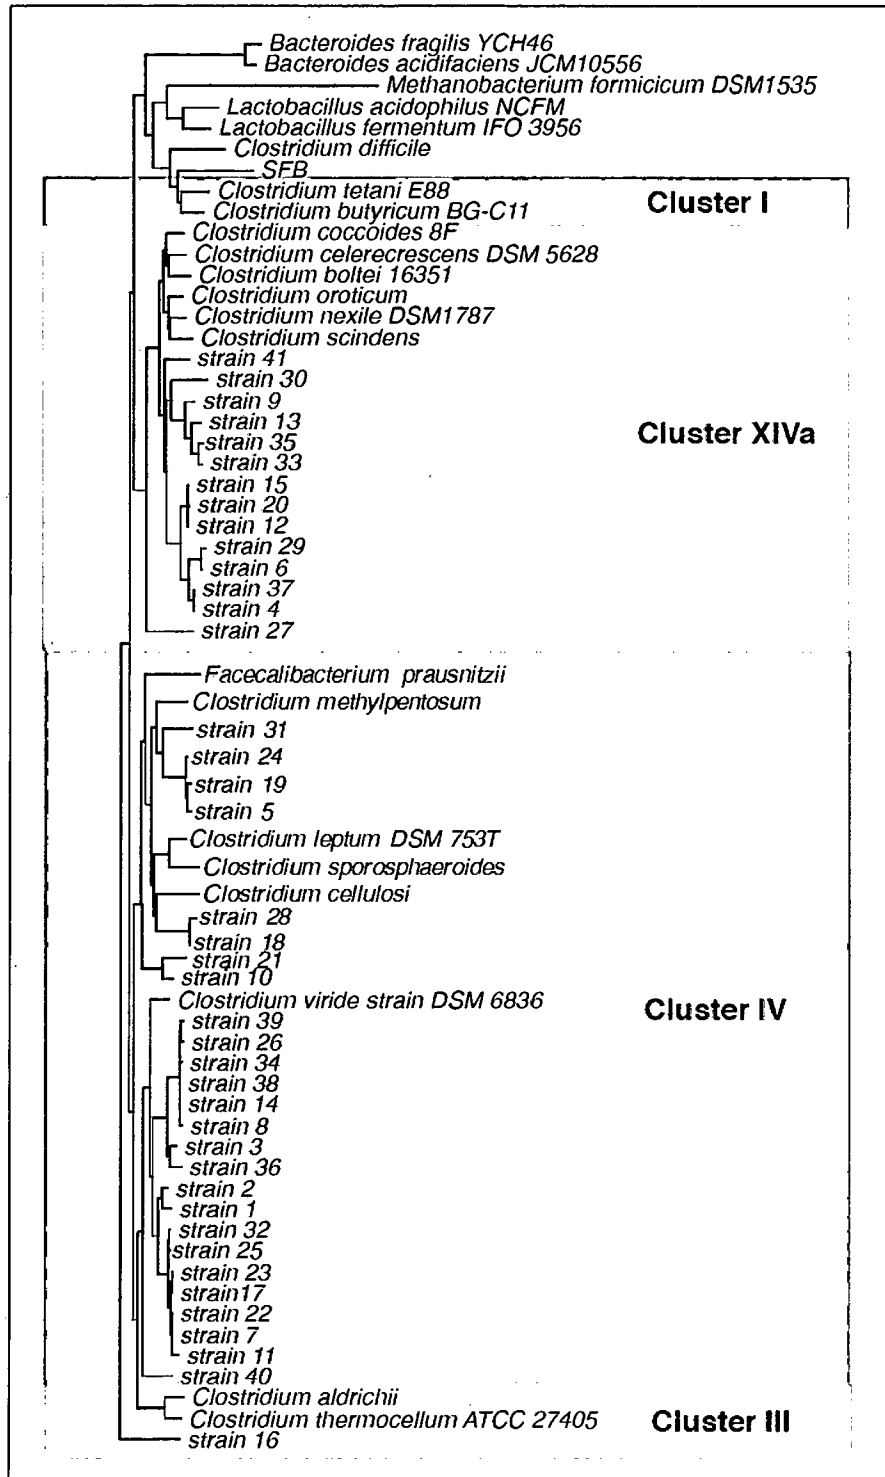 Bacteroides fragilis YCH46
Bacteroides acidifaciens JCM10556
Methanobacterium formicicum DSM1535
Lactobacillus acidophilus NCFM
Lactobacillus fermentum IFO 3956
Clostridium difficile
SFB
Clostridium tetani E88
Cluster I
Clostridium butyricum BG-C11
Clostridium coccoides 8F
Clostridium celerecrescens DSM 5628
Clostridium boltei 16351
Clostridium oroticum
Clostridium nexile DSM1787
Clostridium scindens
strain 41
strain 30
strain 9
strain 13
Cluster XIVa
strain 35
strain 33
strain 15
strain 20
strain 12
strain 29
strain 6
strain 37
strain 4
strain 27
Facecalibacterium prausnitzii
Clostridium methylpentosum
strain 31
strain 24
strain 19
strain 5
Clostridium leptum DSM 753T
Clostridium sporosphaeroides
Clostridium cellulosi
strain 28
strain 18
strain 21
strain 10
Clostridium viride strain DSM 6836
Cluster IV
strain 39
strain 26
strain 34
strain 38
strain 14
strain 8
strain 3
strain 36
strain 2
strain 1
strain 32
strain 25
strain 23
strain17
strain 22
strain 7
strain 11
strain 40
Clostridium aldrichii
Clostridium thermocellum ATCC 27405
Cluster III
strain 16